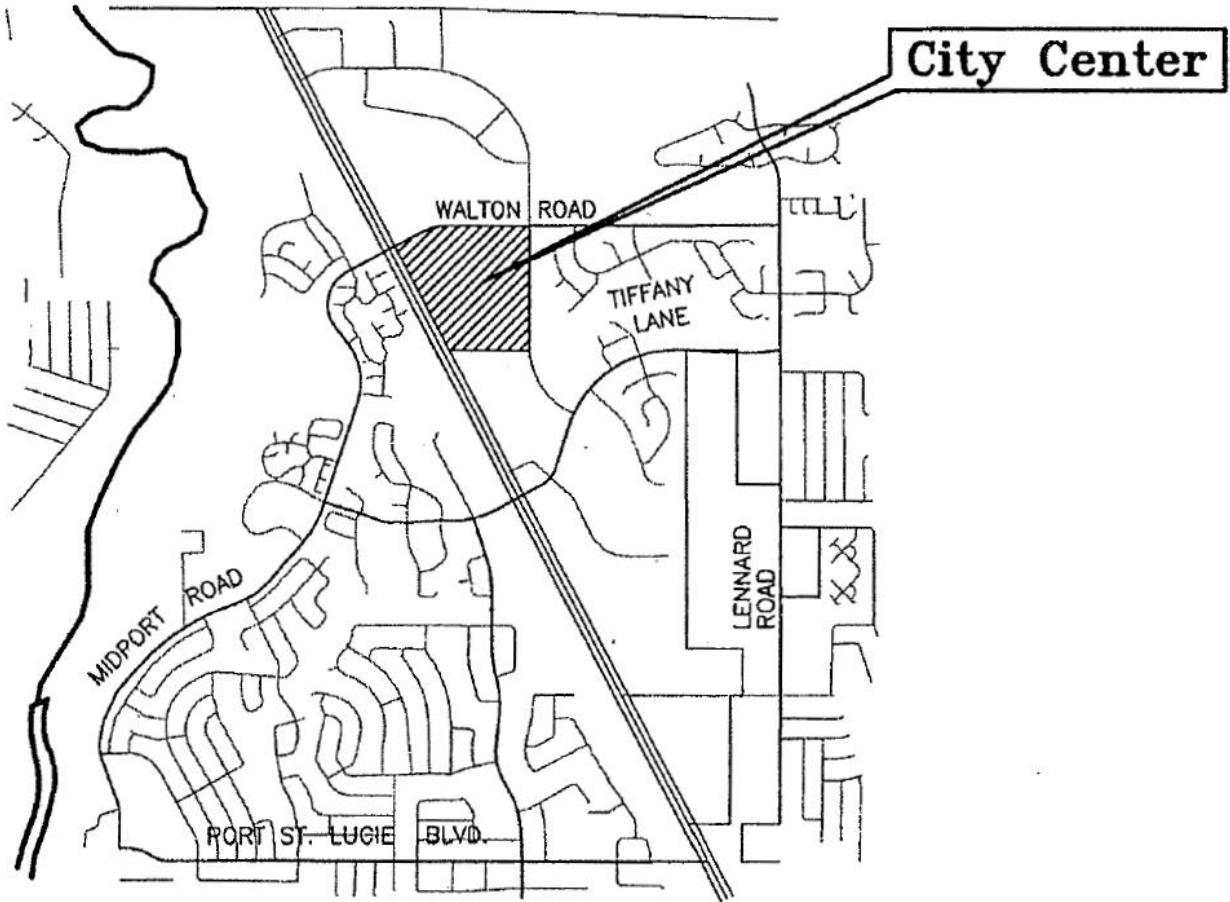 City Center
WALTON ROAD
TIFFANY
LANE
LENNARD
ROAD
MIDPORT ROAD
PORT ST. LUCIE BLVD.